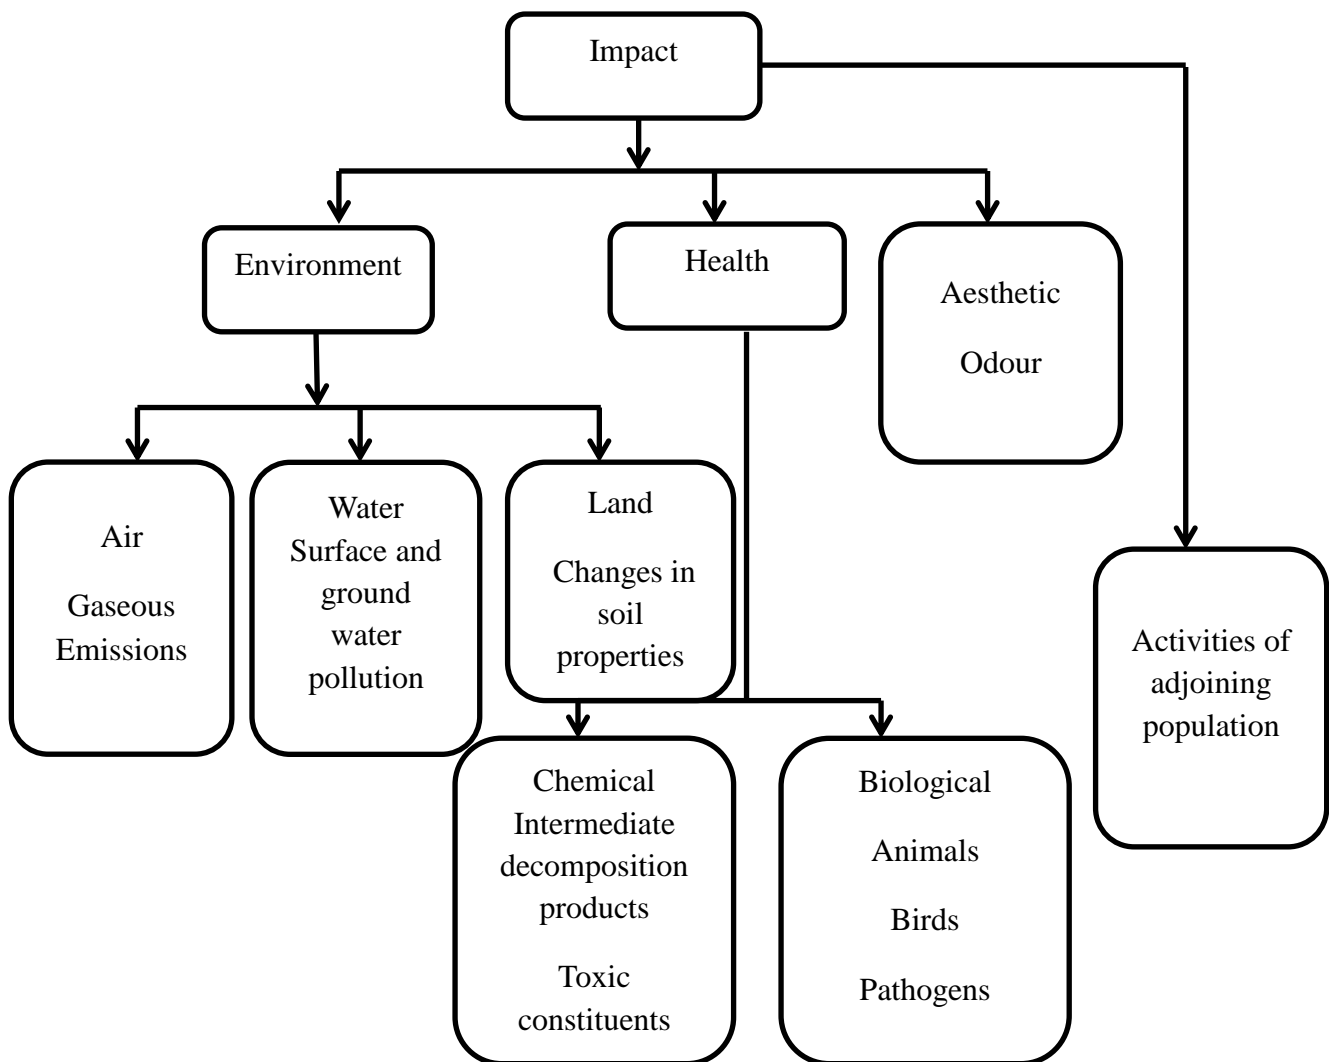 Impact
Environment
Health
Aesthetic
Odour
Air
Gaseous
Emissions
Water
Surface and
ground
water
pollution
Land
Changes in
soil
properties
Activities of
adjoining
population
Chemical
Intermediate
decomposition
products
Toxic
constituents
Biological
Animals
Birds
Pathogens